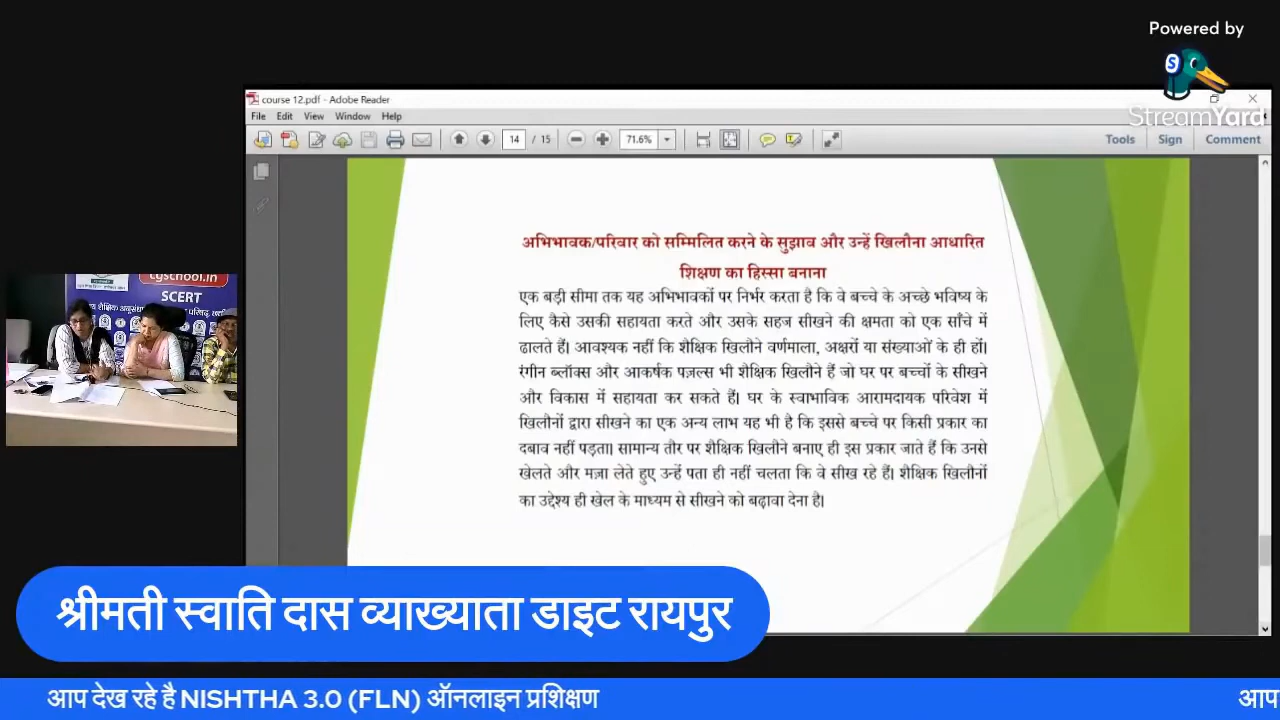 Powered by
StreamYard
course 12.pdf - Adobe Reader
File Edit View Window Help
14 / 15 71.6% Tools Sign Comment
अभिभावक/परिवार को सम्मिलित करने के सुझाव और उन्हें खिलौना आधारित
शिक्षण का हिस्सा बनाना
एक बड़ी सीमा तक यह अभिभावकों पर निर्भर करता है कि वे बच्चे के अच्छे भविष्य के
लिए कैसे उसकी सहायता करते और उसके सहज सीखने की क्षमता को एक साँचे में
ढालते हैं। आवश्यक नहीं कि शैक्षिक खिलौने वर्णमाला, अक्षरों या संख्याओं के ही हों।
रंगीन ब्लॉक्स और आकर्षक पज़ल्स भी शैक्षिक खिलौने हैं जो घर पर बच्चों के सीखने
और विकास में सहायता कर सकते हैं। घर के स्वाभाविक आरामदायक परिवेश में
खिलौनों द्वारा सीखने का एक अन्य लाभ यह भी है कि इससे बच्चे पर किसी प्रकार का
दबाव नहीं पड़ता। सामान्य तौर पर शैक्षिक खिलौने बनाए ही इस प्रकार जाते हैं कि उनसे
खेलते और मज़ा लेते हुए उन्हें पता ही नहीं चलता कि वे सीख रहे हैं। शैक्षिक खिलौनों
का उद्देश्य ही खेल के माध्यम से सीखने को बढ़ावा देना है।
cgschool.in
SCERT
श्रीमती स्वाति दास व्याख्याता डाइट रायपुर
आप देख रहे है NISHTHA 3.0 (FLN) ऑनलाइन प्रशिक्षण आप